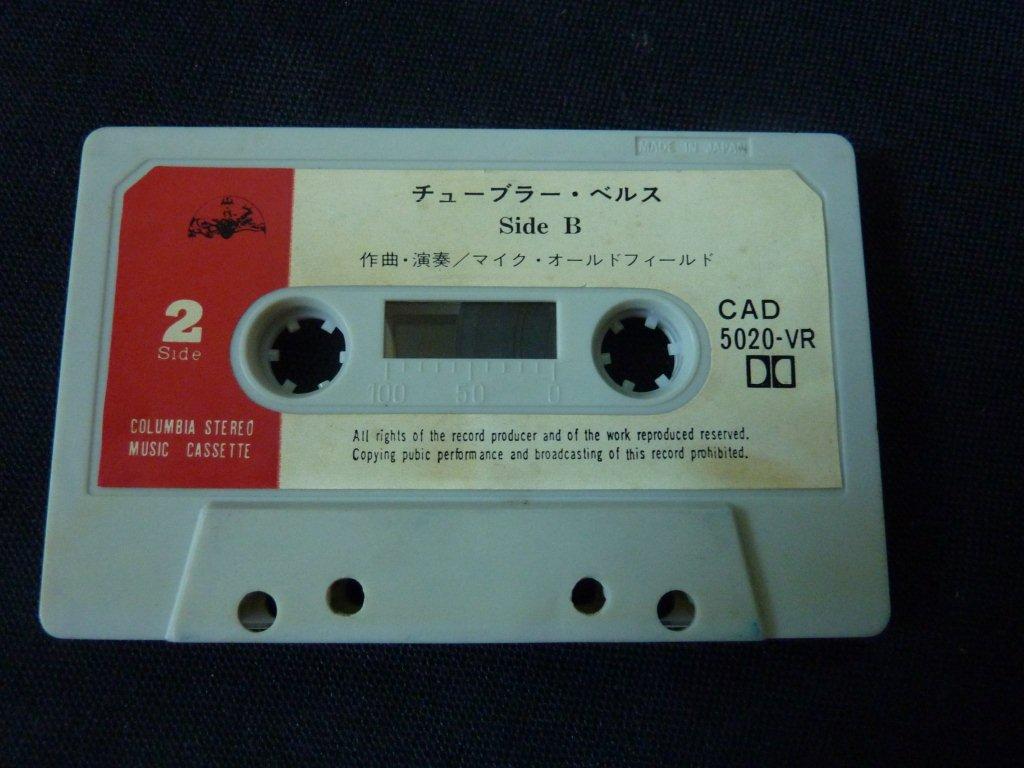 MADE IN JAPAN
チューブラー・ベルス
Side B
作曲・演奏／マイク・オールドフィールド
2
Side
CAD
5020-VR
100 50 0
COLUMBIA STEREO
MUSIC CASSETTE
All rights of the record producer and of the work reproduced reserved.
Copying pubic performance and broadcasting of this record prohibited.